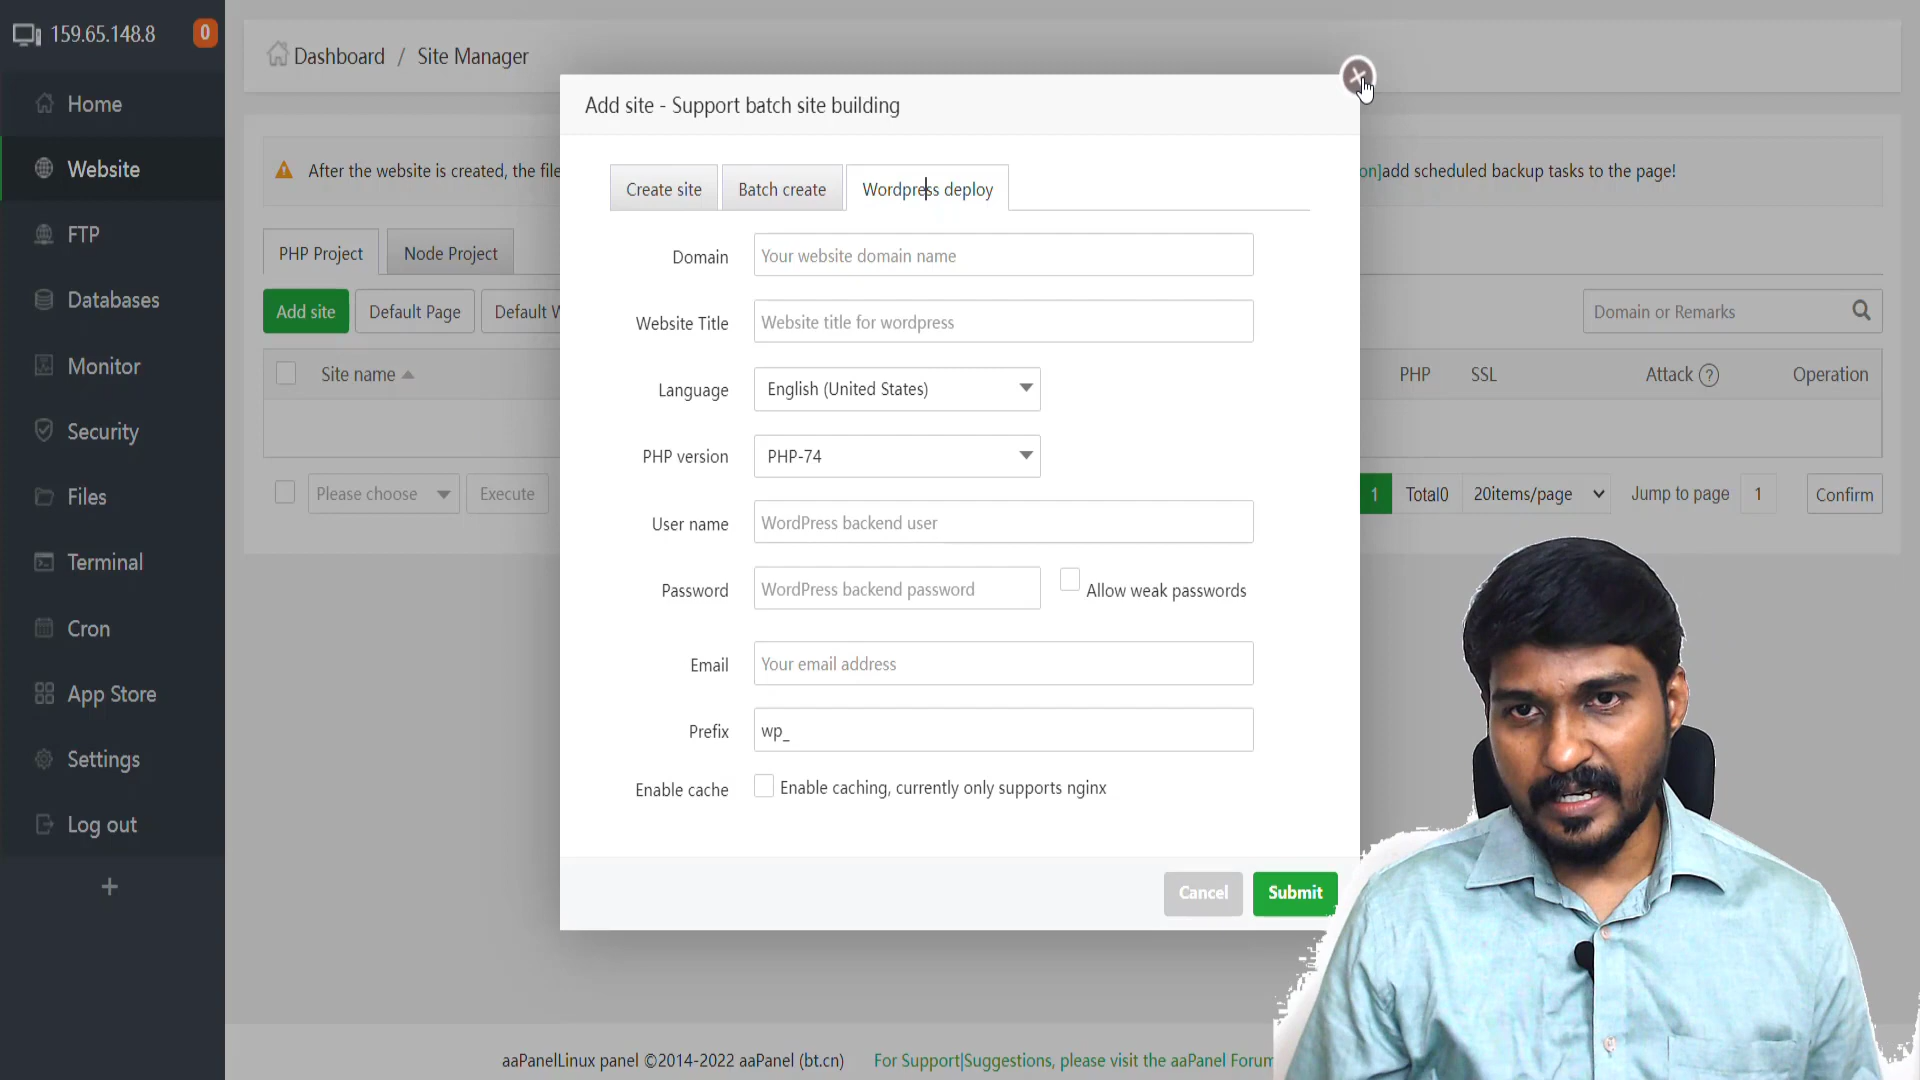 159.65.148.8
0
Home
Website
FTP
Databases
Monitor
Security
Files
Terminal
Cron
App Store
Settings
Log out
+
Dashboard / Site Manager
After the website is created, the file
on]add scheduled backup tasks to the page!
PHP Project
Node Project
Add site
Default Page
Default W
Domain or Remarks
Site name
PHP
SSL
Attack ?
Operation
Please choose
Execute
1
Total0
20items/page
Jump to page
1
Confirm
Add site - Support batch site building
Create site
Batch create
Wordpress deploy
Domain
Your website domain name
Website Title
Website title for wordpress
Language
English (United States)
PHP version
PHP-74
User name
WordPress backend user
Password
WordPress backend password
Allow weak passwords
Email
Your email address
Prefix
wp_
Enable cache
Enable caching, currently only supports nginx
Cancel
Submit
aaPanelLinux panel ©2014-2022 aaPanel (bt.cn)
For Support|Suggestions, please visit the aaPanel Forum